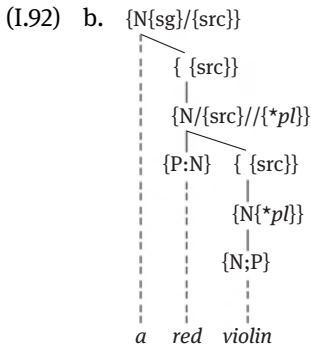 (I.92) b. {N{sg}/{src}}
{ {src}}
{N/{src}//{*pl}}
{P:N} { {src}}
{N{*pl}}
{N;P}
a red violin